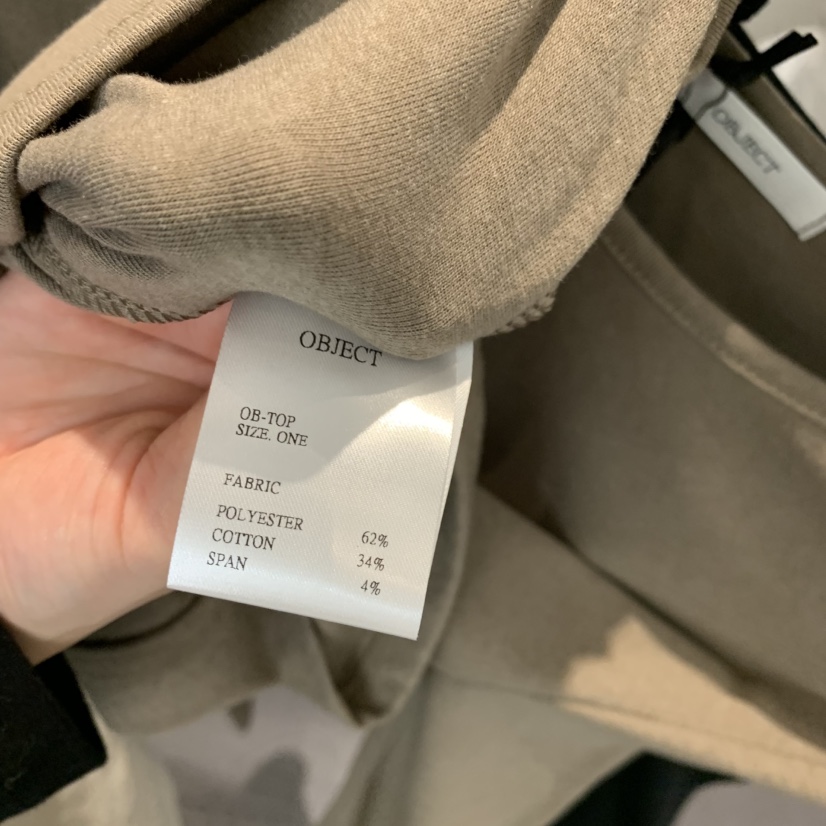 OBJECT
OBJECT
OB-TOP
SIZE. ONE
FABRIC
POLYESTER 62%
COTTON 34%
SPAN 4%